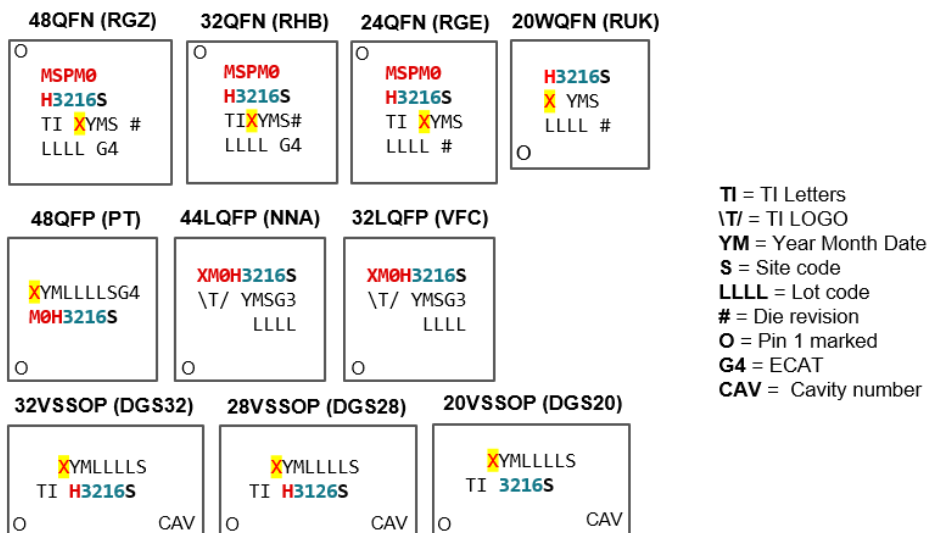 48QFN (RGZ)
O
MSPM0
H3216S
TI XYMS #
LLLL G4
32QFN (RHB)
O
MSPM0
H3216S
TIXYMS#
LLLL G4
24QFN (RGE)
O
MSPM0
H3216S
TI XYMS
LLLL #
20WQFN (RUK)
H3216S
X YMS
LLLL #
O
48QFP (PT)
XYMLLLLSG4
M0H3216S
O
44LQFP (NNA)
XM0H3216S
\T/ YMSG3
LLLL
O
32LQFP (VFC)
XM0H3216S
\T/ YMSG3
LLLL
O
32VSSOP (DGS32)
XYMLLLLS
TI H3216S
O CAV
28VSSOP (DGS28)
XYMLLLLS
TI H3126S
O CAV
20VSSOP (DGS20)
XYMLLLLS
TI 3216S
O CAV
TI = TI Letters
\T/ = TI LOGO
YM = Year Month Date
S = Site code
LLLL = Lot code
# = Die revision
O = Pin 1 marked
G4 = ECAT
CAV = Cavity number